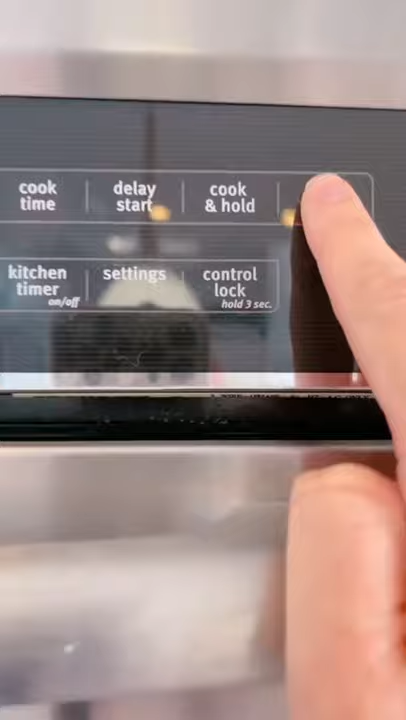 cook
time
delay
start
cook
& hold
kitchen
timer
on/off
settings
control
lock
hold 3 sec.